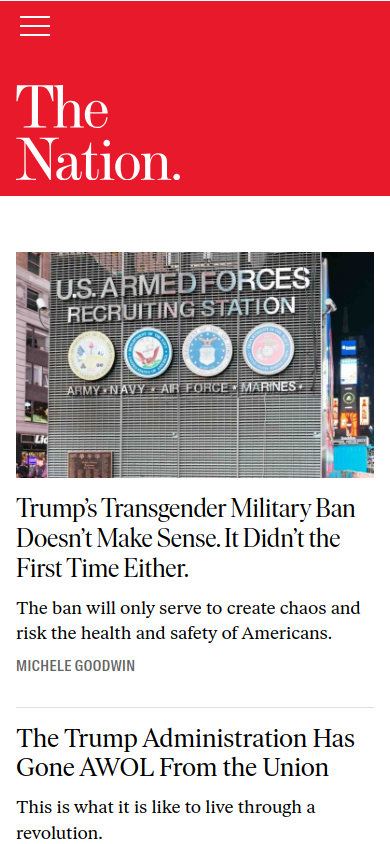 The
Nation.
U.S. ARMED FORCES
RECRUITING STATION
ARMY • NAVY • AIR FORCE • MARINES •
Trump’s Transgender Military Ban
Doesn’t Make Sense. It Didn’t the
First Time Either.
The ban will only serve to create chaos and
risk the health and safety of Americans.
MICHELE GOODWIN
The Trump Administration Has
Gone AWOL From the Union
This is what it is like to live through a
revolution.